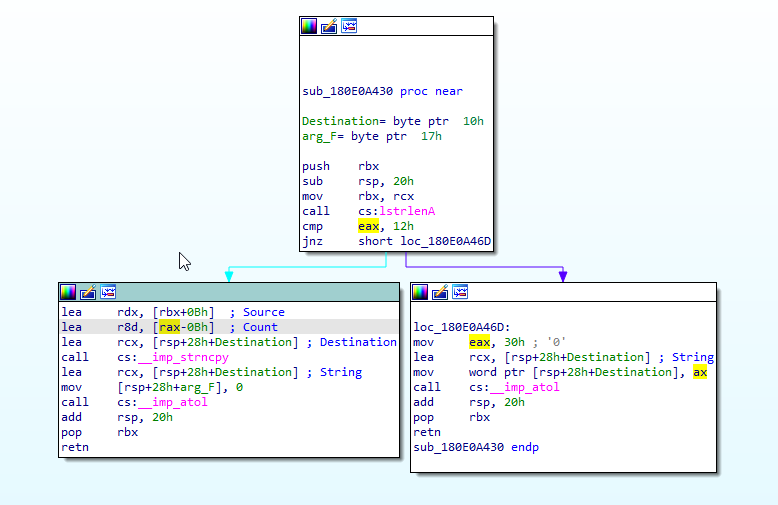 sub_180E0A430 proc near
Destination= byte ptr  10h
arg_F= byte ptr  17h
push    rbx
sub     rsp, 20h
mov     rbx, rcx
call    cs:lstrlenA
cmp     eax, 12h
jnz     short loc_180E0A46D
lea     rdx, [rbx+0Bh]  ; Source
lea     r8d, [rax-0Bh]  ; Count
lea     rcx, [rsp+28h+Destination] ; Destination
call    cs:__imp_strncpy
lea     rcx, [rsp+28h+Destination] ; String
mov     [rsp+28h+arg_F], 0
call    cs:__imp_atol
add     rsp, 20h
pop     rbx
retn
loc_180E0A46D:
mov     eax, 30h ; '0'
lea     rcx, [rsp+28h+Destination] ; String
mov     word ptr [rsp+28h+Destination], ax
call    cs:__imp_atol
add     rsp, 20h
pop     rbx
retn
sub_180E0A430 endp